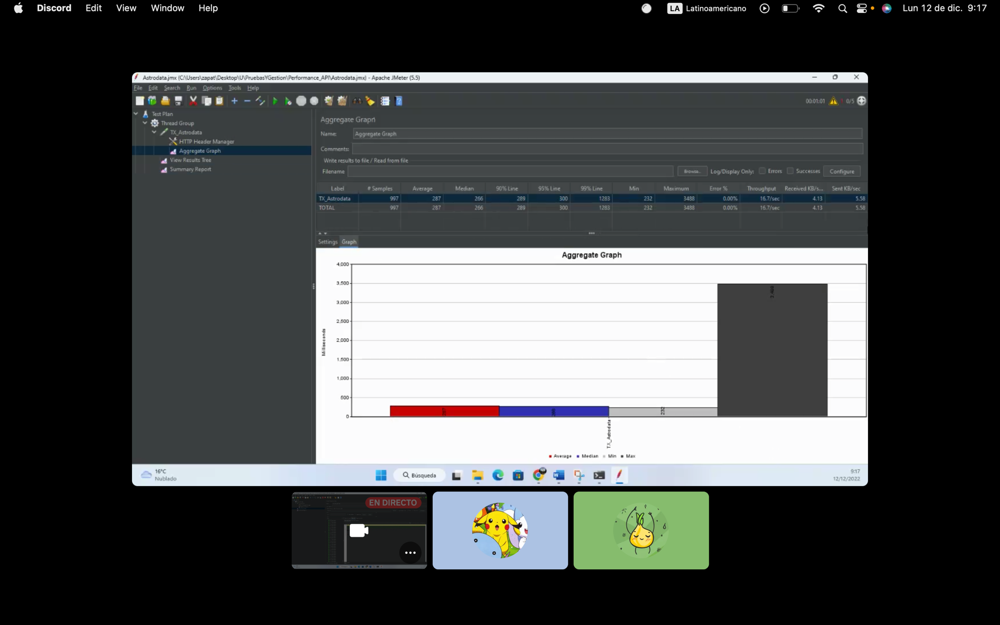 Discord Edit View Window Help LA Latinoamericano Lun 12 de dic. 9:17
Astrodata.jmx (C:\Users\zapat\Desktop\U\PruebasYGestion\Performance_API\Astrodata.jmx) - Apache JMeter (5.5)
File Edit Search Run Options Tools Help
00:01:01 1 0/5
Test Plan
Thread Group
TX_Astrodata
HTTP Header Manager
Aggregate Graph
View Results Tree
Summary Report
Aggregate Graph
Name: Aggregate Graph
Comments:
Write results to file / Read from file
Filename Browse... Log/Display Only: Errors Successes Configure
Label # Samples Average Median 90% Line 95% Line 99% Line Min Maximum Error % Throughput Received KB/s... Sent KB/sec
TX_Astrodata 997 287 266 289 300 1283 232 3488 0.00% 16.7/sec 4.13 5.58
TOTAL 997 287 266 289 300 1283 232 3488 0.00% 16.7/sec 4.13 5.58
Settings Graph
Aggregate Graph
4,000
3,500
3,000
2,500
2,000
1,500
1,000
500
0
Milliseconds
287
266
232
3,488
TX_Astrodata
Average Median Min Max
16°C
Nublado
Búsqueda
9:17
12/12/2022
EN DIRECTO